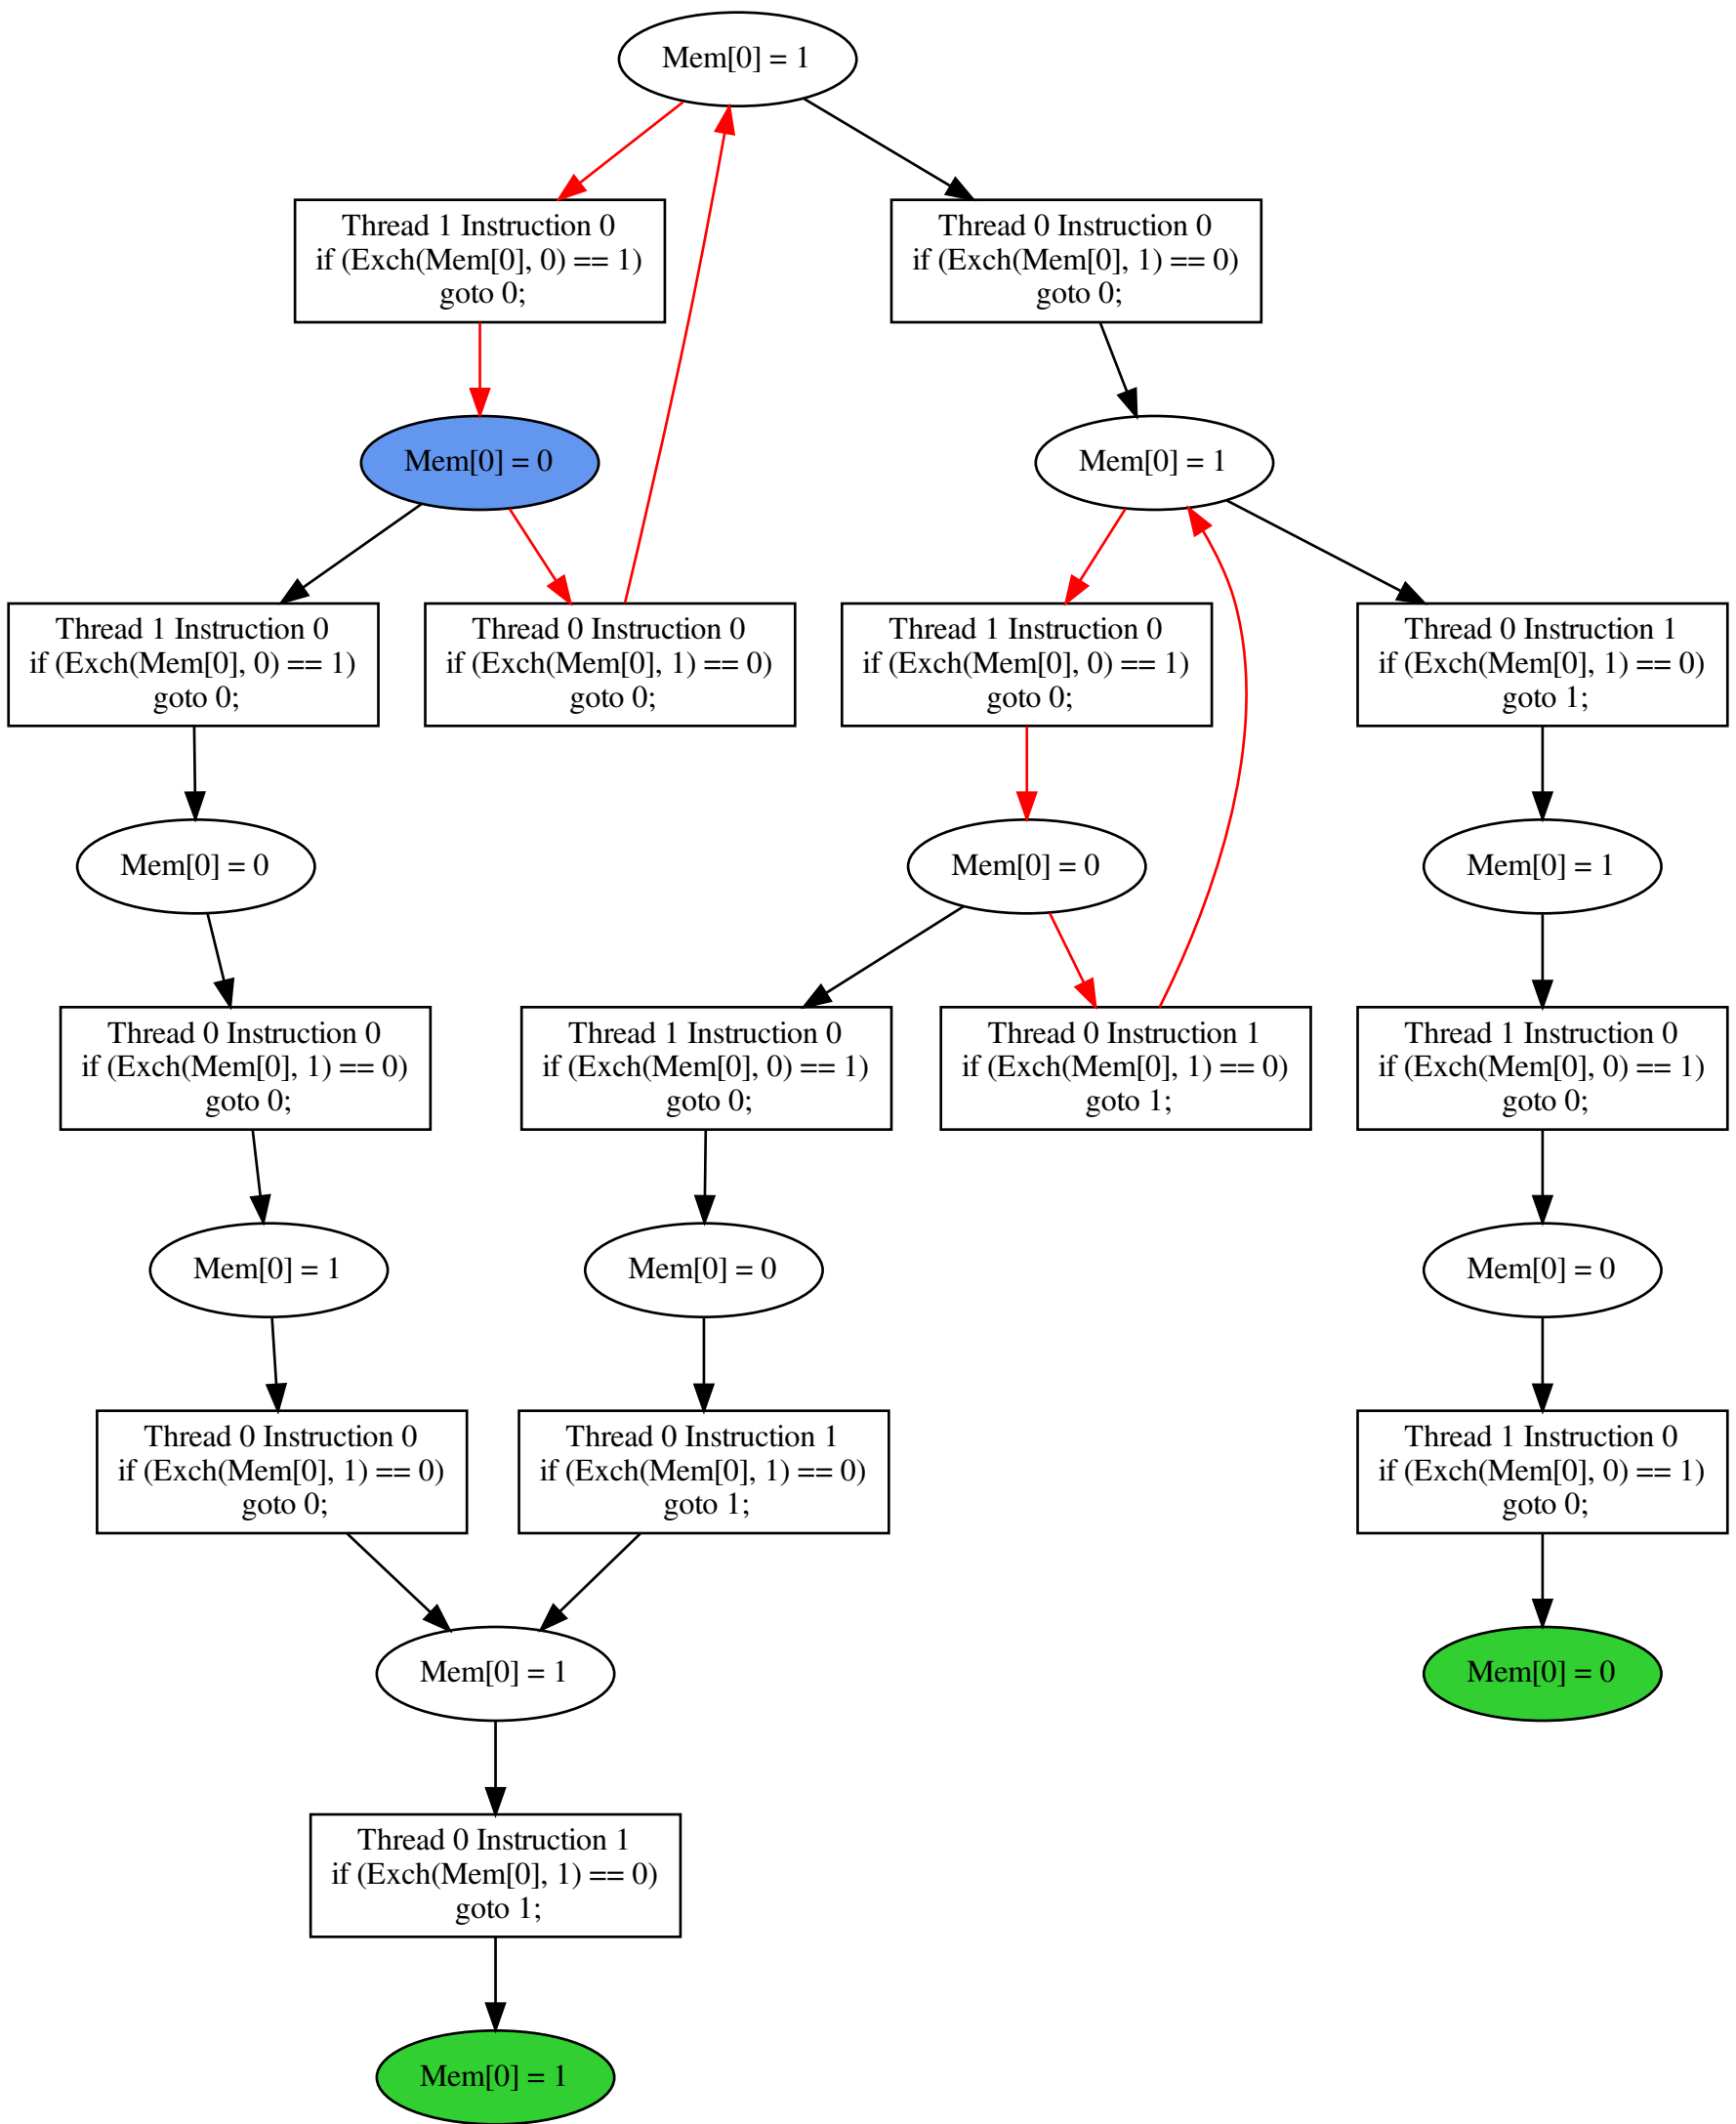 Mem[0] = 1
Thread 1 Instruction 0
if (Exch(Mem[0], 0) == 1)
goto 0;
Thread 0 Instruction 0
if (Exch(Mem[0], 1) == 0)
goto 0;
Mem[0] = 0
Mem[0] = 1
Thread 1 Instruction 0
if (Exch(Mem[0], 0) == 1)
goto 0;
Thread 0 Instruction 0
if (Exch(Mem[0], 1) == 0)
goto 0;
Thread 1 Instruction 0
if (Exch(Mem[0], 0) == 1)
goto 0;
Thread 0 Instruction 1
if (Exch(Mem[0], 1) == 0)
goto 1;
Mem[0] = 0
Mem[0] = 0
Mem[0] = 1
Thread 0 Instruction 0
if (Exch(Mem[0], 1) == 0)
goto 0;
Thread 1 Instruction 0
if (Exch(Mem[0], 0) == 1)
goto 0;
Thread 0 Instruction 1
if (Exch(Mem[0], 1) == 0)
goto 1;
Thread 1 Instruction 0
if (Exch(Mem[0], 0) == 1)
goto 0;
Mem[0] = 1
Mem[0] = 0
Mem[0] = 0
Thread 0 Instruction 0
if (Exch(Mem[0], 1) == 0)
goto 0;
Thread 0 Instruction 1
if (Exch(Mem[0], 1) == 0)
goto 1;
Thread 1 Instruction 0
if (Exch(Mem[0], 0) == 1)
goto 0;
Mem[0] = 1
Mem[0] = 0
Thread 0 Instruction 1
if (Exch(Mem[0], 1) == 0)
goto 1;
Mem[0] = 1